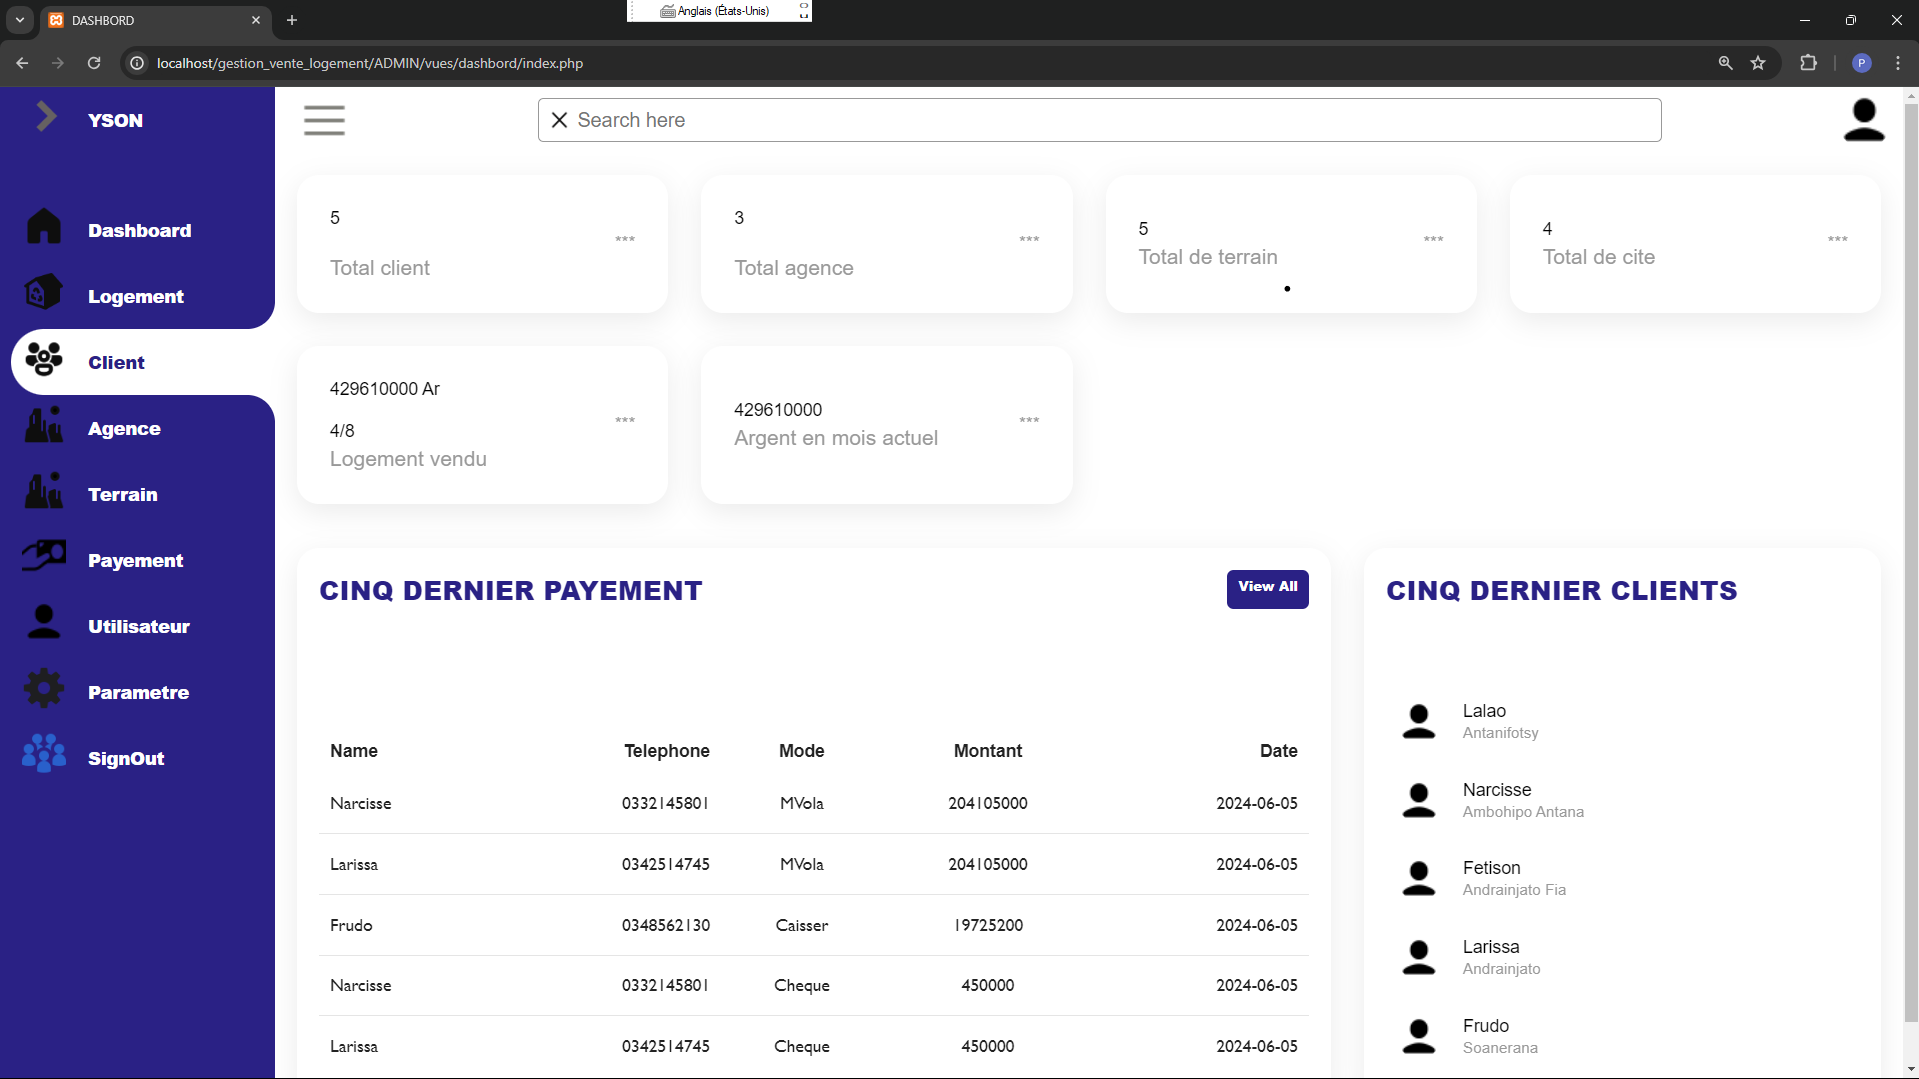 DASHBORD
Anglais (États-Unis)
localhost/gestion_vente_logement/ADMIN/vues/dashbord/index.php
P
YSON
Search here
Dashboard
Logement
Client
Agence
Terrain
Payement
Utilisateur
Parametre
SignOut
5
***
Total client
3
***
Total agence
5
***
Total de terrain
4
***
Total de cite
429610000 Ar
4/8
***
Logement vendu
429610000
***
Argent en mois actuel
CINQ DERNIER PAYEMENT
View All
Name Telephone Mode Montant Date
Narcisse 0332145801 MVola 204105000 2024-06-05
Larissa 0342514745 MVola 204105000 2024-06-05
Frudo 0348562130 Caisser 19725200 2024-06-05
Narcisse 0332145801 Cheque 450000 2024-06-05
Larissa 0342514745 Cheque 450000 2024-06-05
CINQ DERNIER CLIENTS
Lalao
Antanifotsy
Narcisse
Ambohipo Antana
Fetison
Andrainjato Fia
Larissa
Andrainjato
Frudo
Soanerana